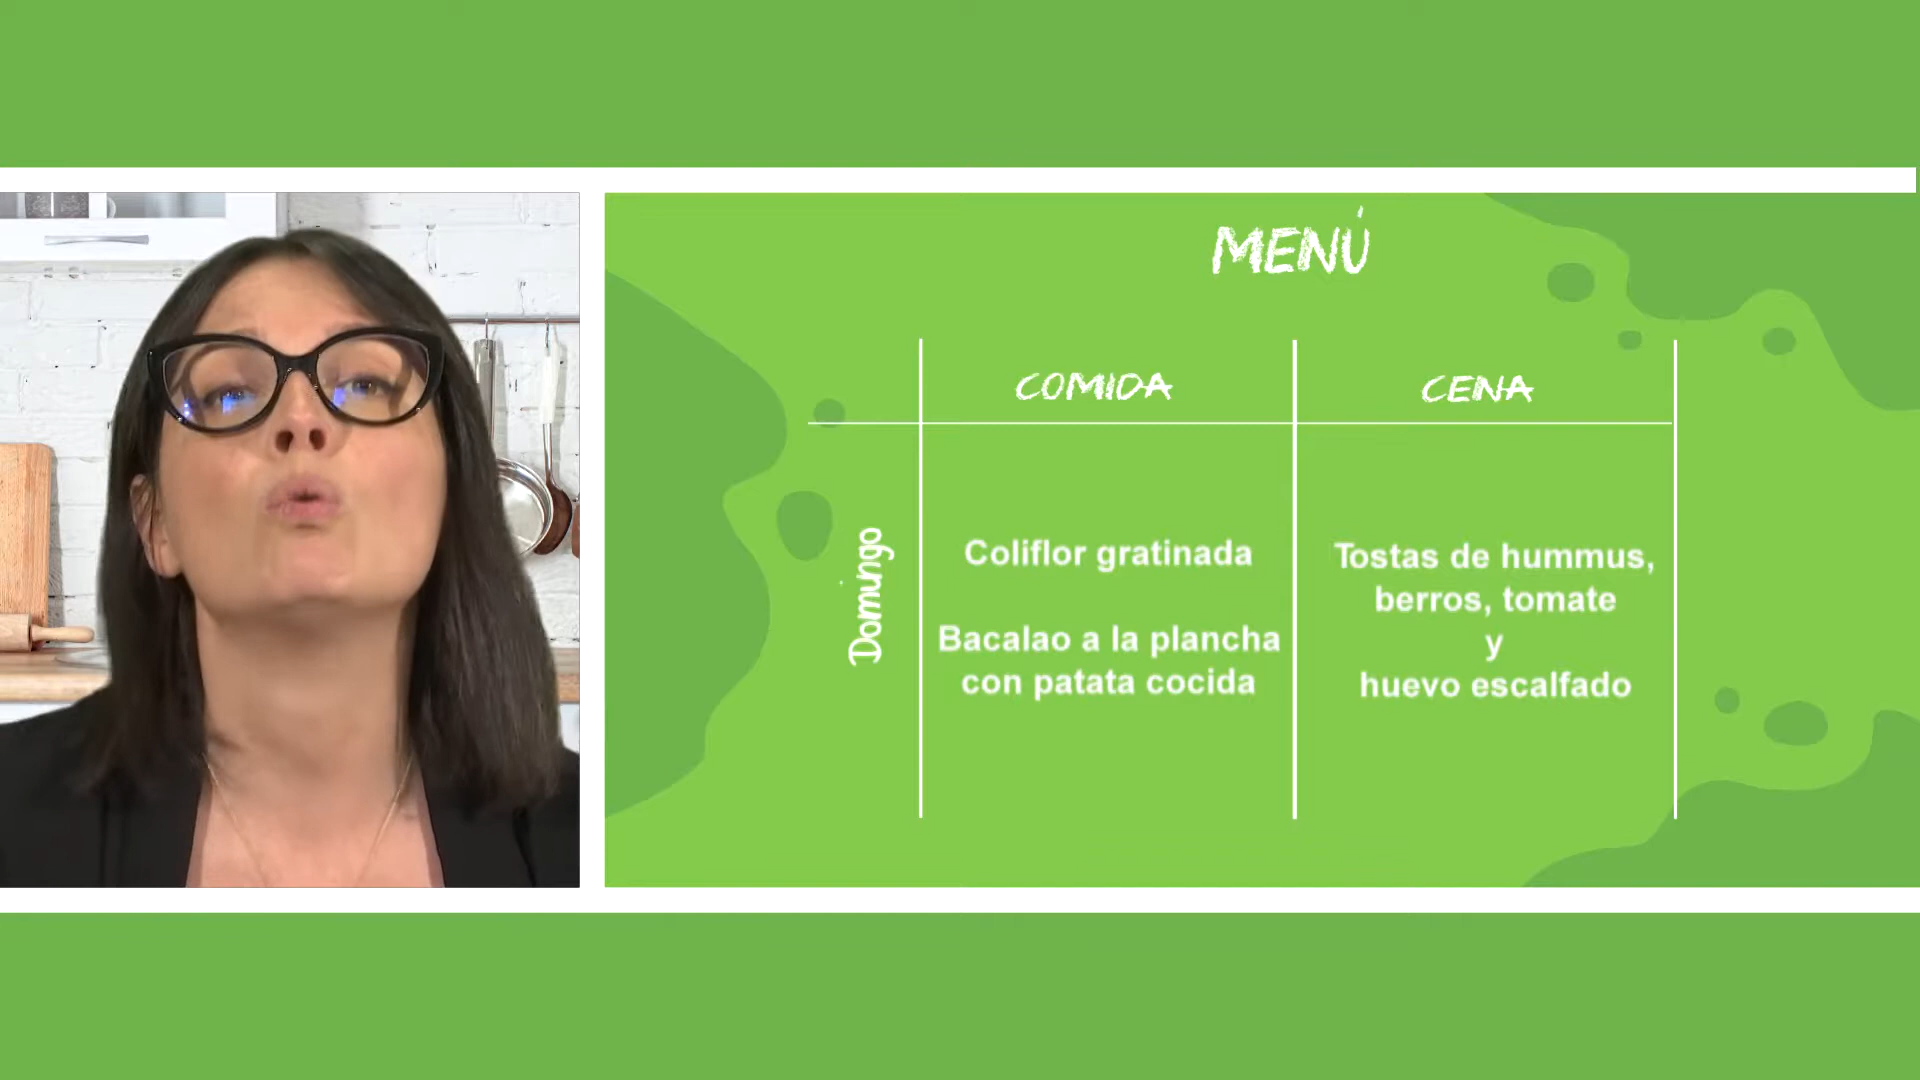 MENÚ
COMIDA
CENA
Domingo
Coliflor gratinada
Bacalao a la plancha
con patata cocida
Tostas de hummus,
berros, tomate
y
huevo escalfado